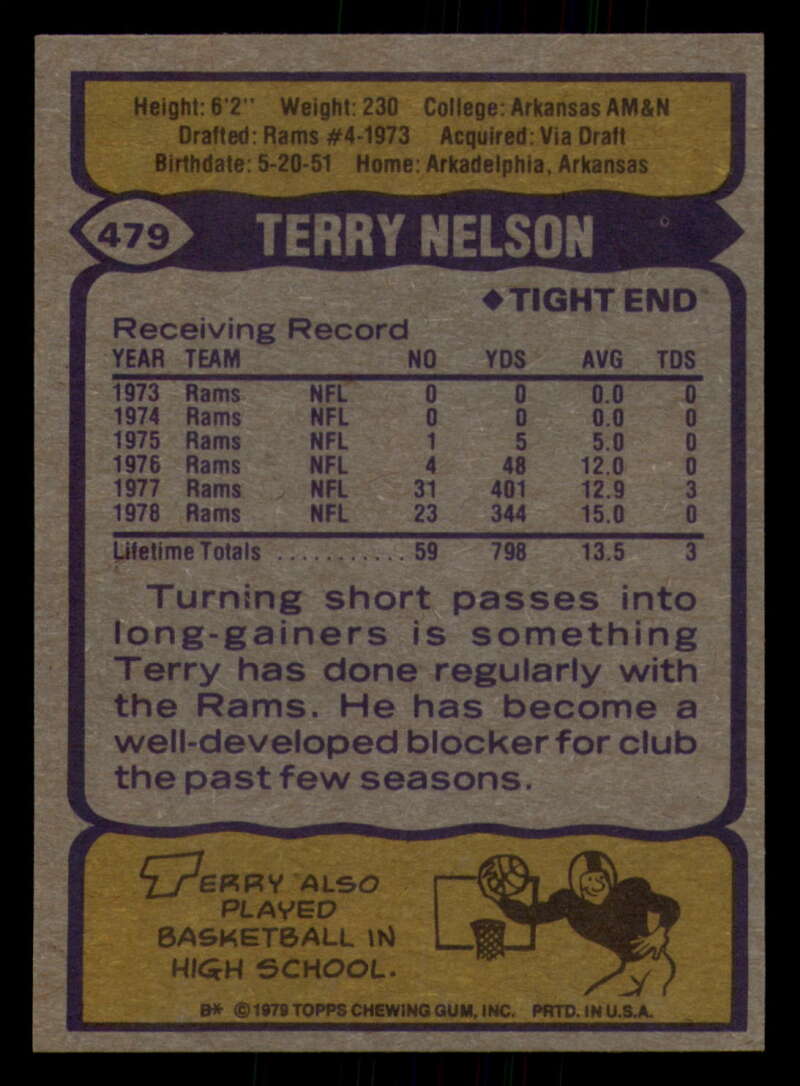 Height: 6'2" Weight: 230 College: Arkansas AM&N
Drafted: Rams #4-1973 Acquired: Via Draft
Birthdate: 5-20-51 Home: Arkadelphia, Arkansas
479 TERRY NELSON
◆TIGHT END
Receiving Record
YEAR TEAM NO YDS AVG TDS
1973 Rams NFL 0 0 0.0 0
1974 Rams NFL 0 0 0.0 0
1975 Rams NFL 1 5 5.0 0
1976 Rams NFL 4 48 12.0 0
1977 Rams NFL 31 401 12.9 3
1978 Rams NFL 23 344 15.0 0
Lifetime Totals ........... 59 798 13.5 3
Turning short passes into
long-gainers is something
Terry has done regularly with
the Rams. He has become a
well-developed blocker for club
the past few seasons.
TERRY ALSO
PLAYED
BASKETBALL IN
HIGH SCHOOL.
B* ©1979 TOPPS CHEWING GUM, INC. PRTD. IN U.S.A.